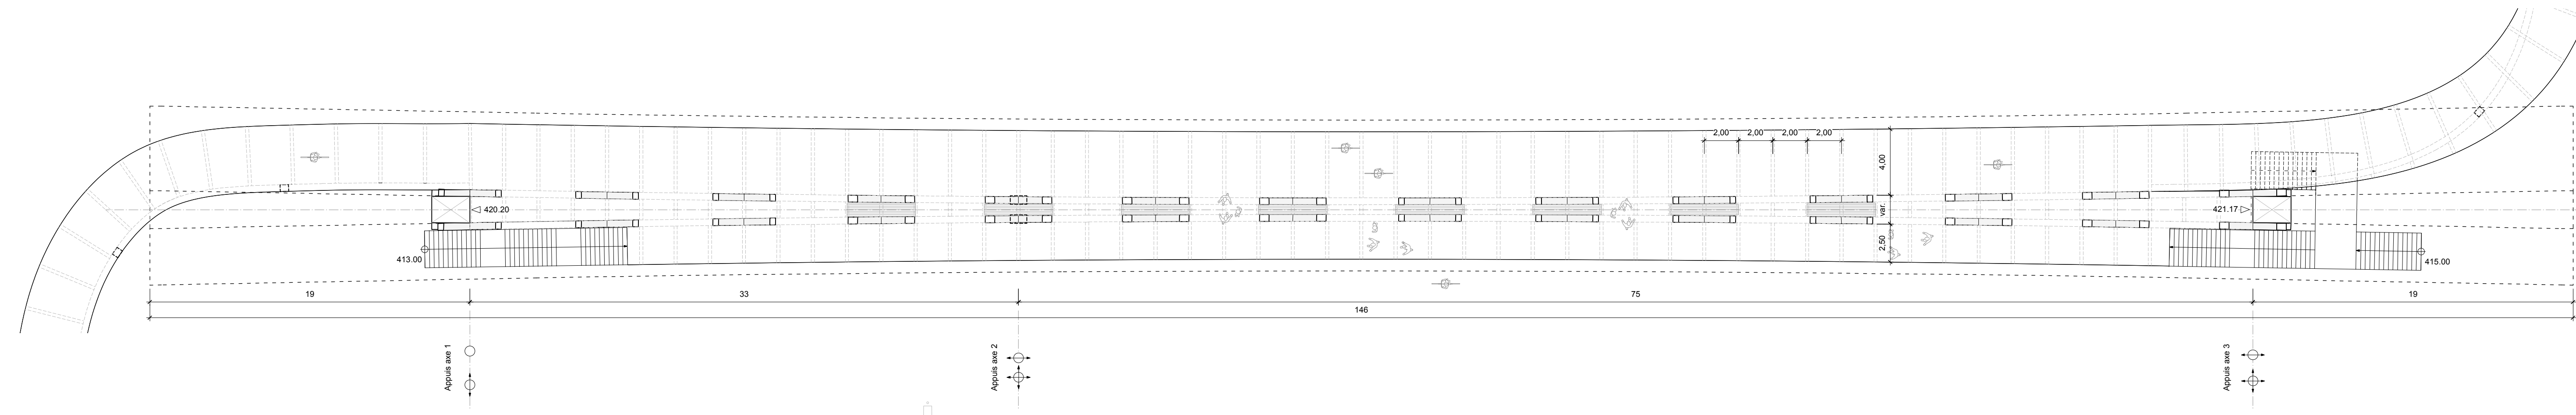 2,00 2,00 2,00 2,00
4,00
420.20
var.
421.17
2,50
413.00
415.00
19 33 75 19
146
Appuis axe 1
Appuis axe 2
Appuis axe 3